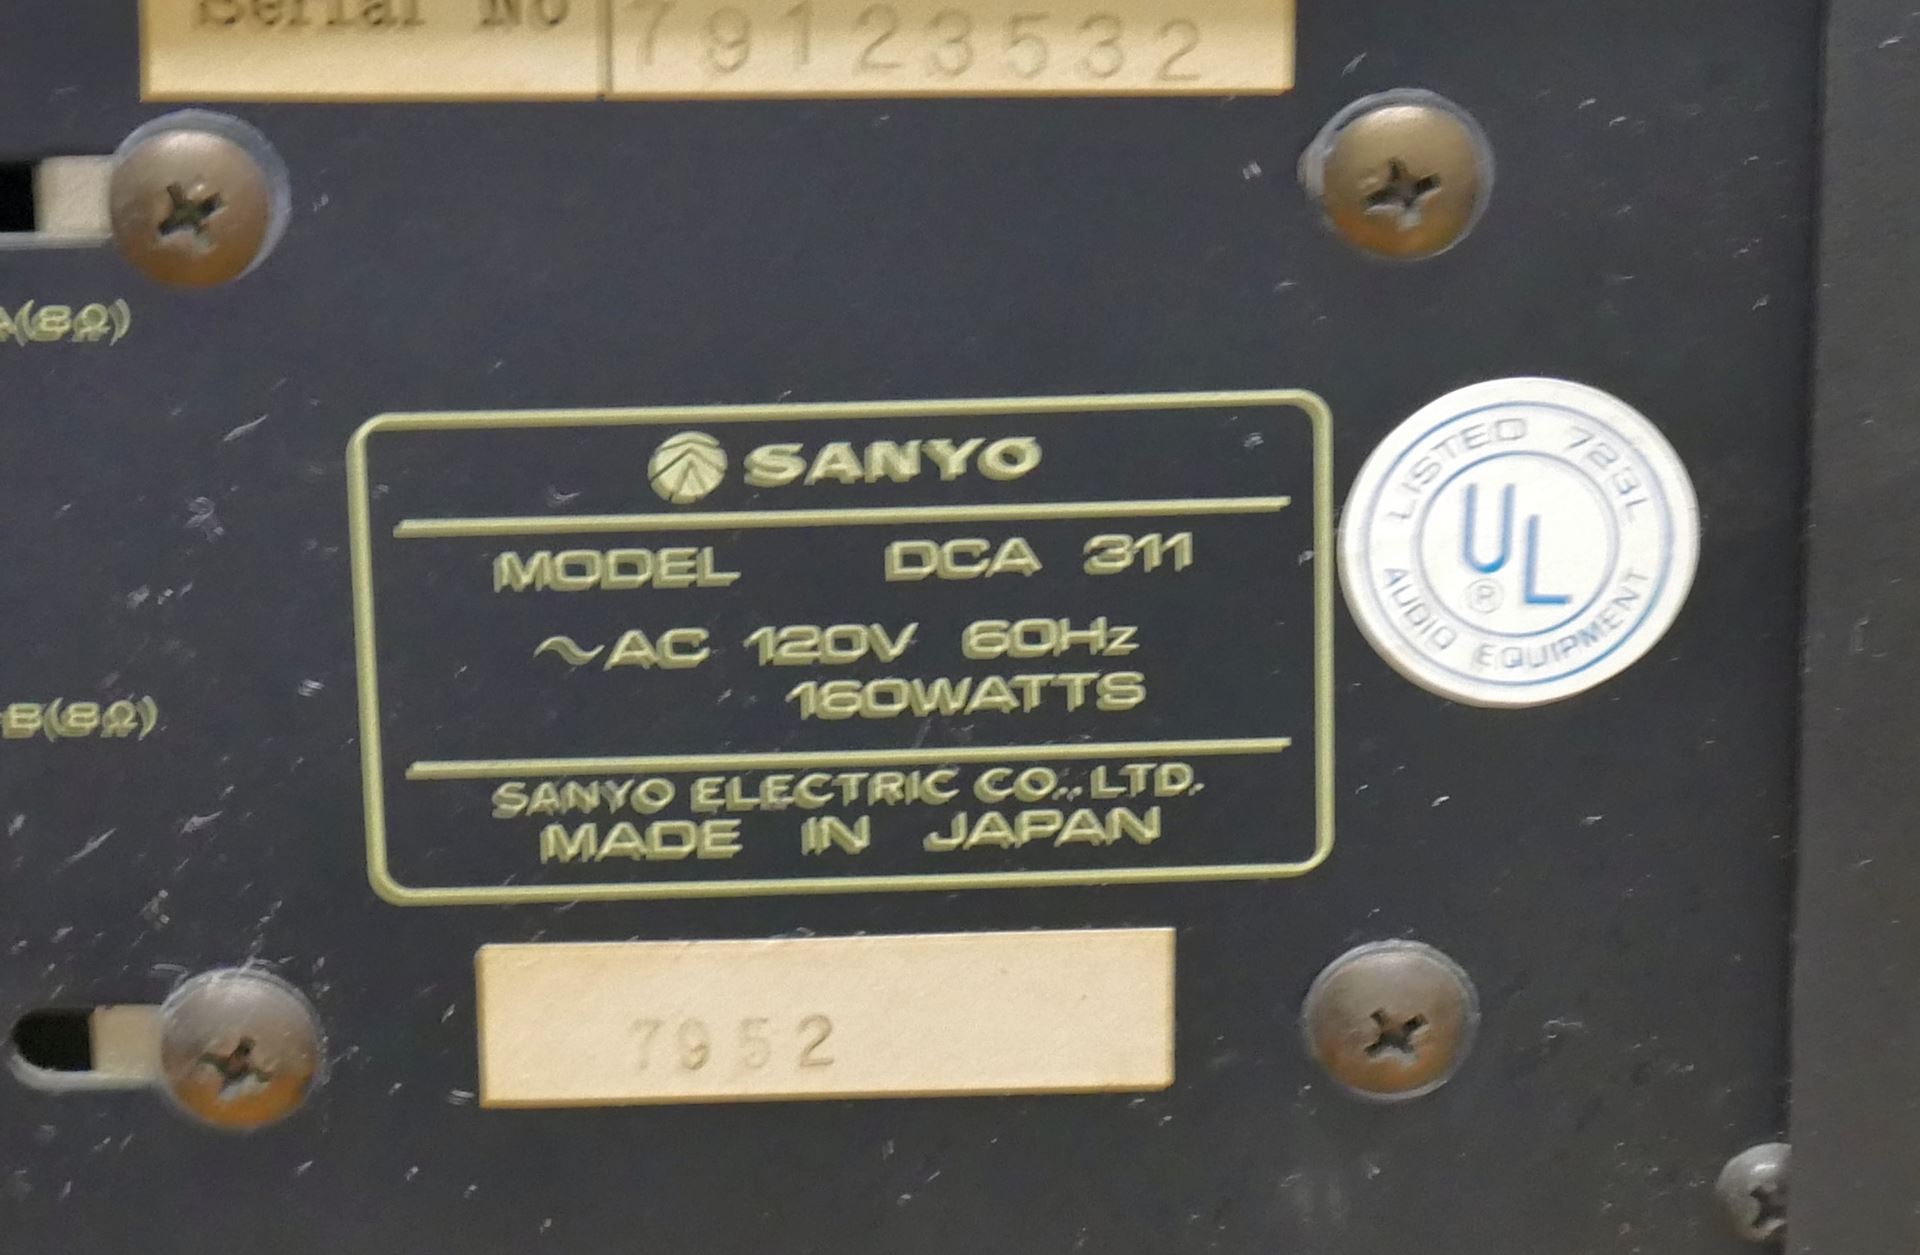 Serial No 79123532
A(8Ω)
SANYO
MODEL DCA 311
~AC 120V 60Hz
160WATTS
SANYO ELECTRIC CO., LTD.
MADE IN JAPAN
LISTED 723L
UL
®
AUDIO EQUIPMENT
B(8Ω)
7952